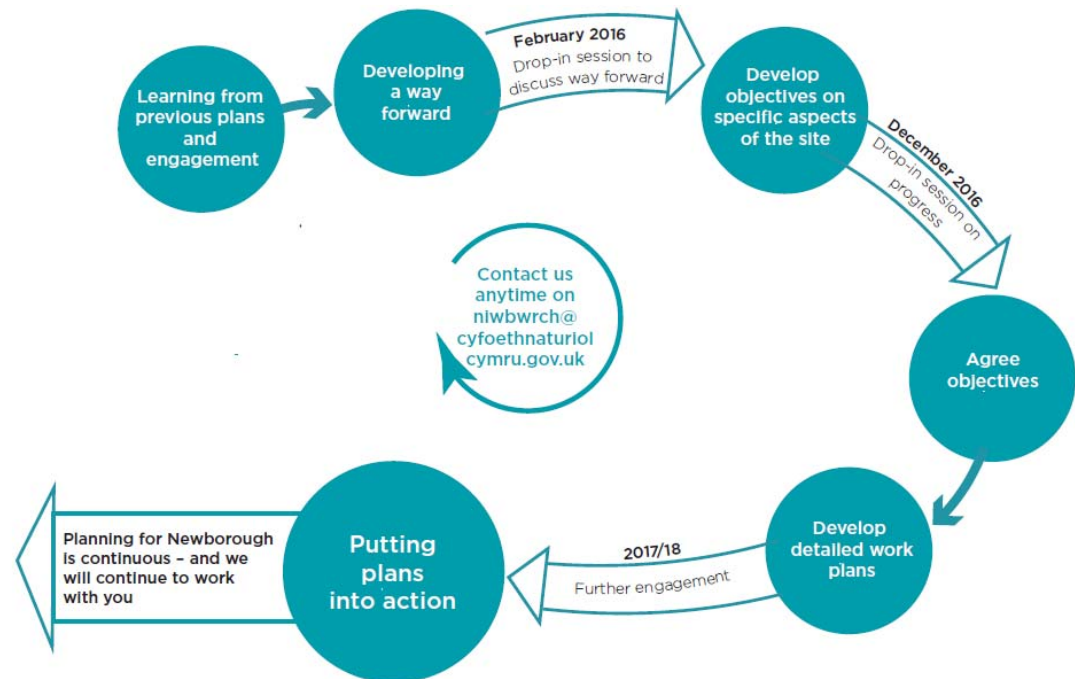 Learning from
previous plans
and
engagement
Developing
a way
forward
February 2016
Drop-in session to
discuss way forward
Develop
objectives on
specific aspects
of the site
December 2016
Drop-in session on
progress
Agree
objectives
Develop
detailed work
plans
2017/18
Further engagement
Putting
plans
into action
Planning for Newborough
is continuous – and we
will continue to work
with you
Contact us
anytime on
niwbwrch@
cyfoethnaturiol
cymru.gov.uk